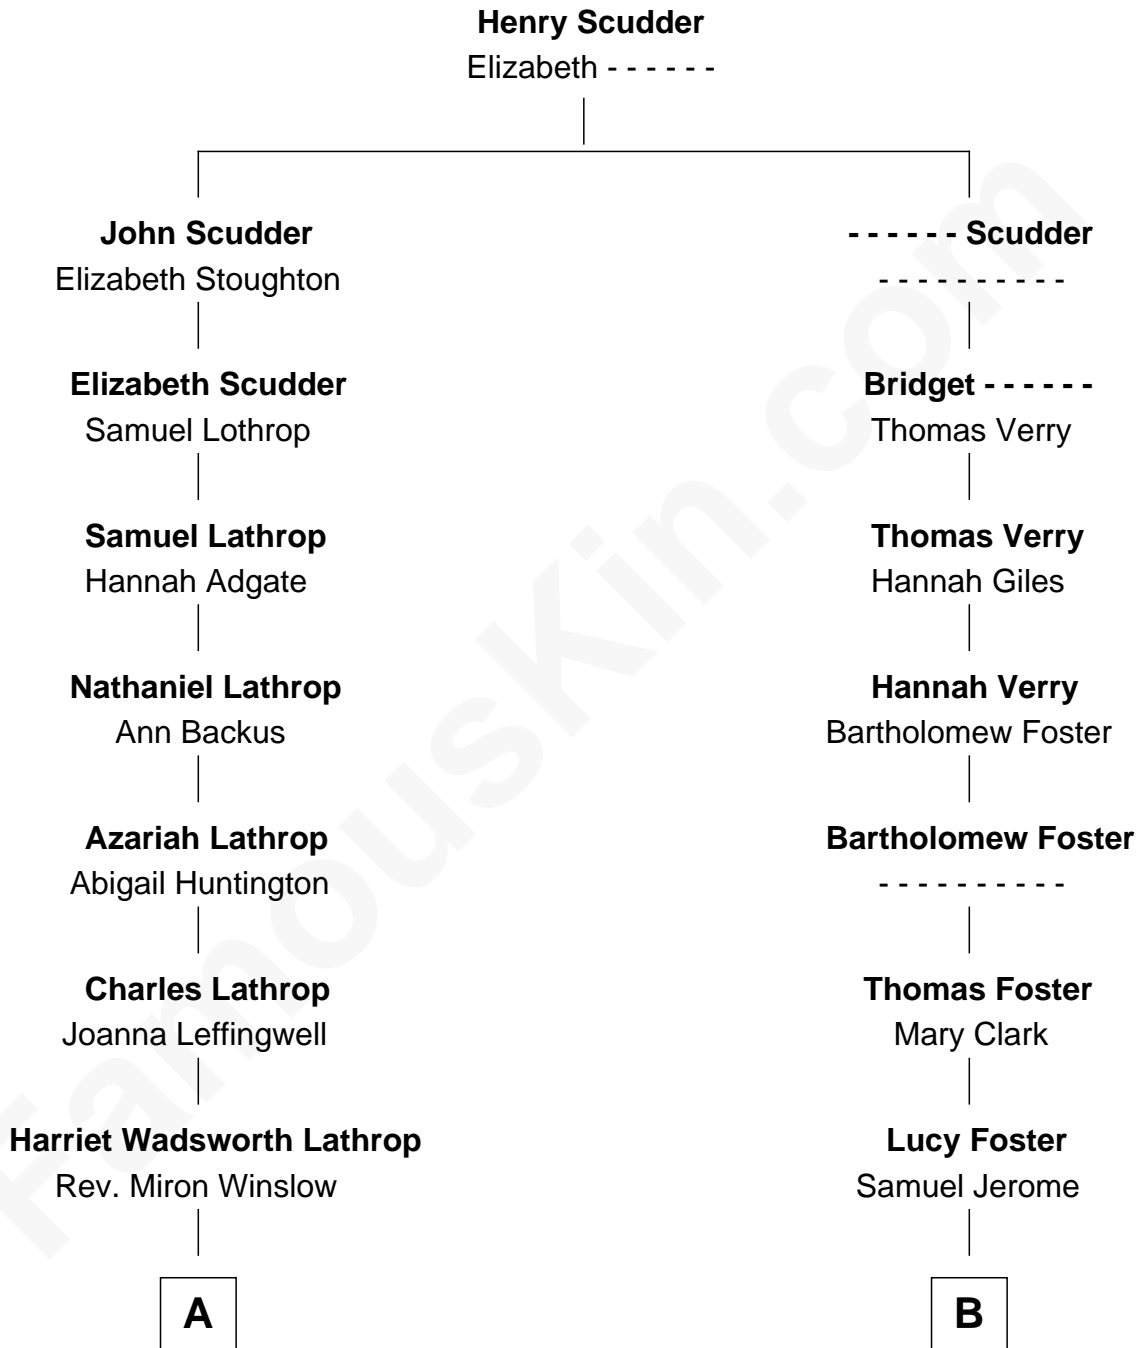 Henry Scudder
Elizabeth - - - - - -
John Scudder
Elizabeth Stoughton
- - - - - - Scudder
- - - - - - - - - -
Elizabeth Scudder
Samuel Lothrop
Bridget - - - - - -
Thomas Verry
Samuel Lathrop
Hannah Adgate
Thomas Verry
Hannah Giles
Nathaniel Lathrop
Ann Backus
Hannah Verry
Bartholomew Foster
Azariah Lathrop
Abigail Huntington
Bartholomew Foster
- - - - - - - - - -
Charles Lathrop
Joanna Leffingwell
Thomas Foster
Mary Clark
Harriet Wadsworth Lathrop
Rev. Miron Winslow
Lucy Foster
Samuel Jerome
A
B
FamousKin.com